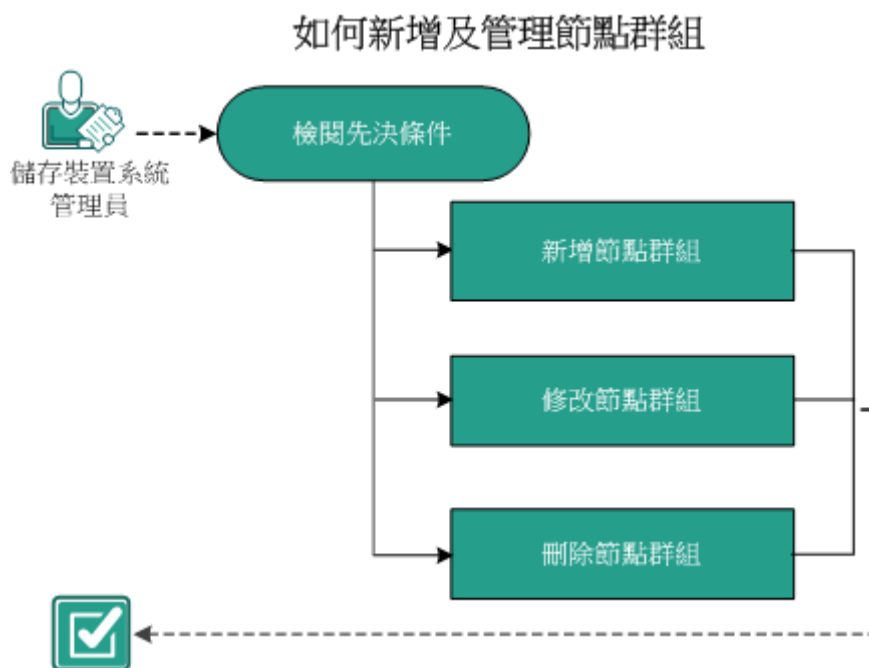 如何新增及管理節點群組
檢閱先決條件
儲存裝置系統
管理員
新增節點群組
修改節點群組
刪除節點群組